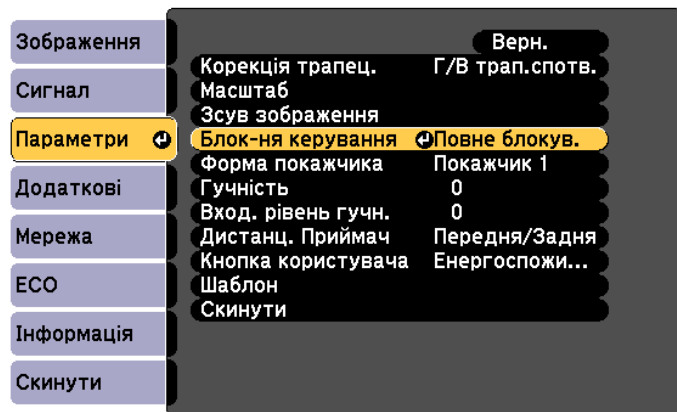 Зображення
Сигнал
Параметри
Додаткові
Мережа
ECO
Інформація
Скинути
Верн.
Корекція трапец. Г/В трап.спотв.
Масштаб
Зсув зображення
Блок-ня керування Повне блокув.
Форма покажчика Покажчик 1
Гучність 0
Вход. рівень гучн. 0
Дистанц. Приймач Передня/Задня
Кнопка користувача Енергоспожи...
Шаблон
Скинути